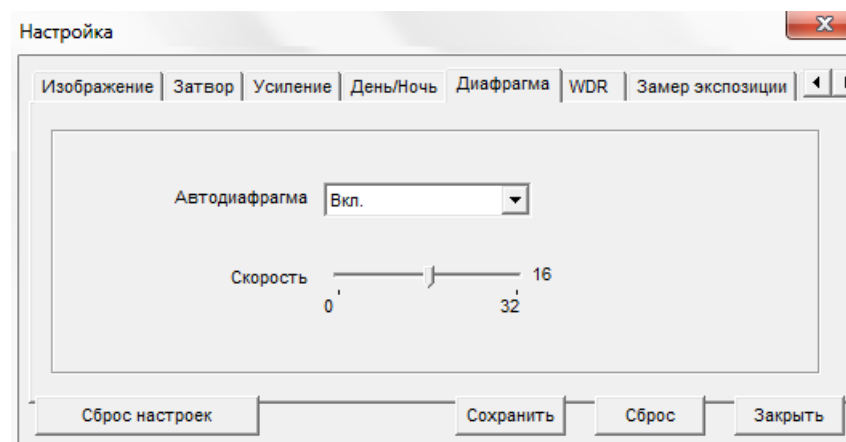 Настройка
Изображение Затвор Усиление День/Ночь Диафрагма WDR Замер экспозиции
Автодиафрагма Вкл.
Скорость 16
0 32
Сброс настроек Сохранить Сброс Закрыть